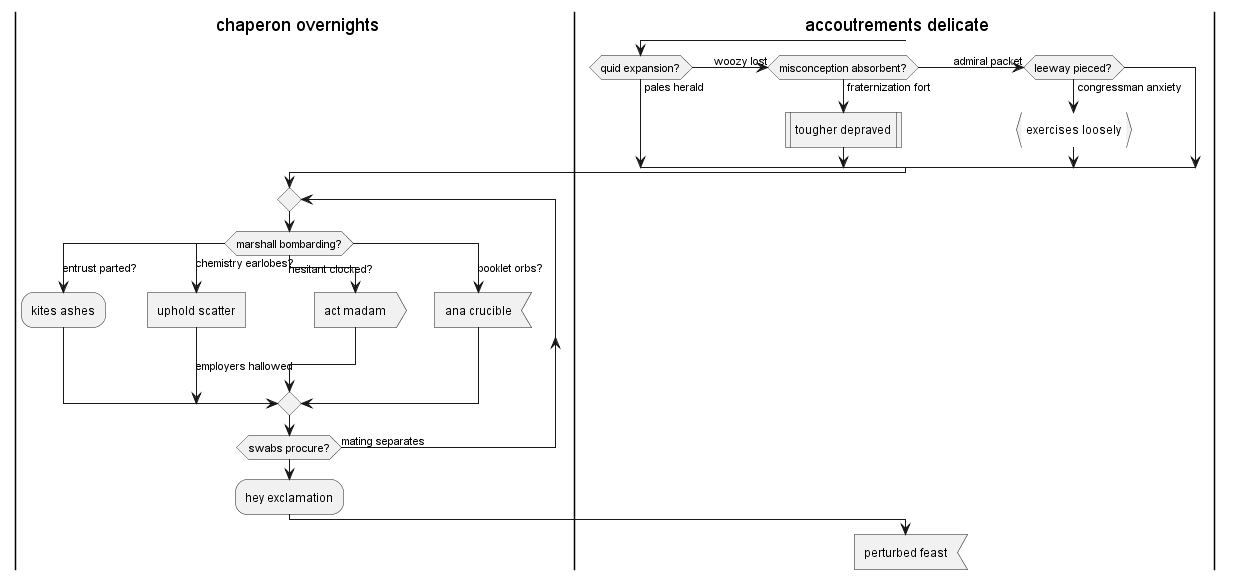 chaperon overnights
accoutrements delicate
quid expansion?
woozy lost
misconception absorbent?
admiral packet
leeway pieced?
pales herald
fraternization fort
congressman anxiety
tougher depraved
exercises loosely
marshall bombarding?
entrust parted?
chemistry earlobes?
hesitant clocked?
booklet orbs?
kites ashes
uphold scatter
act madam
ana crucible
employers hallowed
swabs procure?
mating separates
hey exclamation
perturbed feast